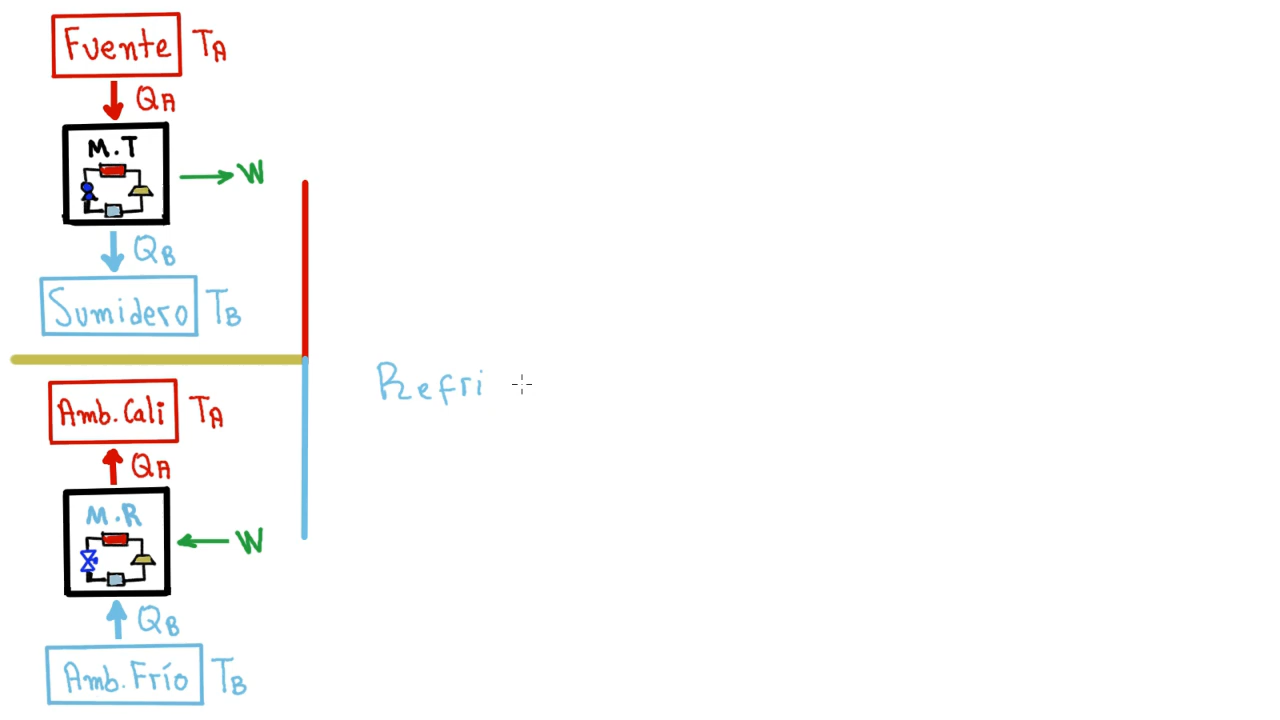 Fuente TA
QA
M.T
W
QB
Sumidero TB
Refri
Amb.Cali TA
QA
M.R
W
QB
Amb.Frío TB